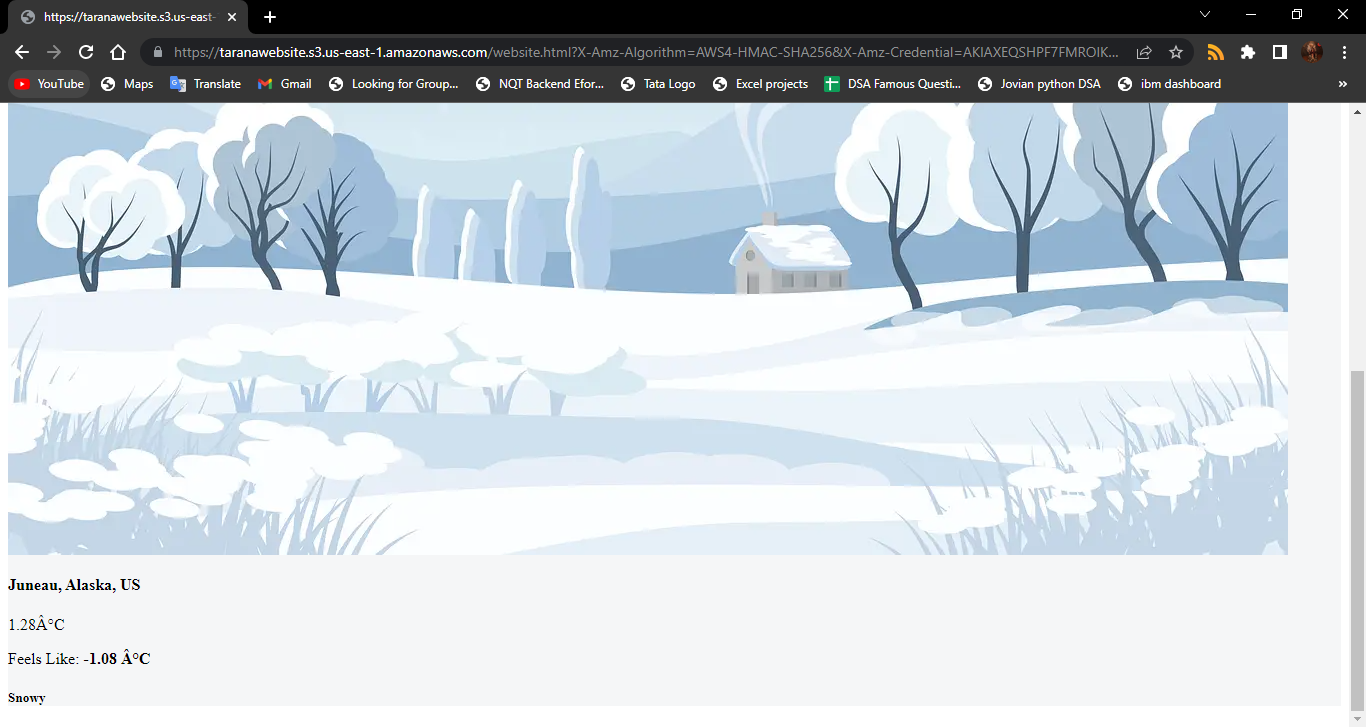 https://taranawebsite.s3.us-east-
https://taranawebsite.s3.us-east-1.amazonaws.com/website.html?X-Amz-Algorithm=AWS4-HMAC-SHA256&X-Amz-Credential=AKIAXEQSHPF7FMROIK...
YouTube Maps Translate Gmail Looking for Group... NQT Backend Efor... Tata Logo Excel projects DSA Famous Questi... Jovian python DSA ibm dashboard »
Juneau, Alaska, US
1.28Â°C
Feels Like: -1.08 Â°C
Snowy